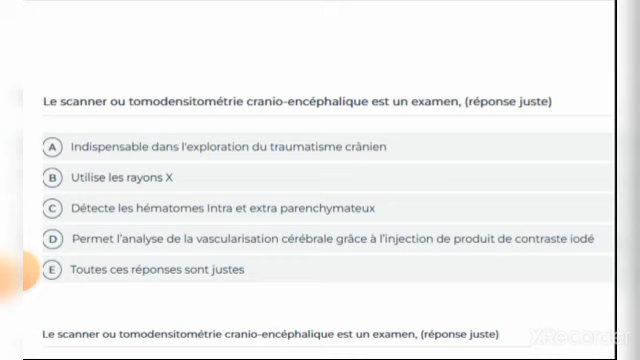 Le scanner ou tomodensitométrie cranio-encéphalique est un examen, (réponse juste)
A Indispensable dans l'exploration du traumatisme crânien
B Utilise les rayons X
C Détecte les hématomes Intra et extra parenchymateux
D Permet l'analyse de la vascularisation cérébrale grâce à l'injection de produit de contraste iodé
E Toutes ces réponses sont justes
Le scanner ou tomodensitométrie cranio-encéphalique est un examen, (réponse juste)
XRecorder